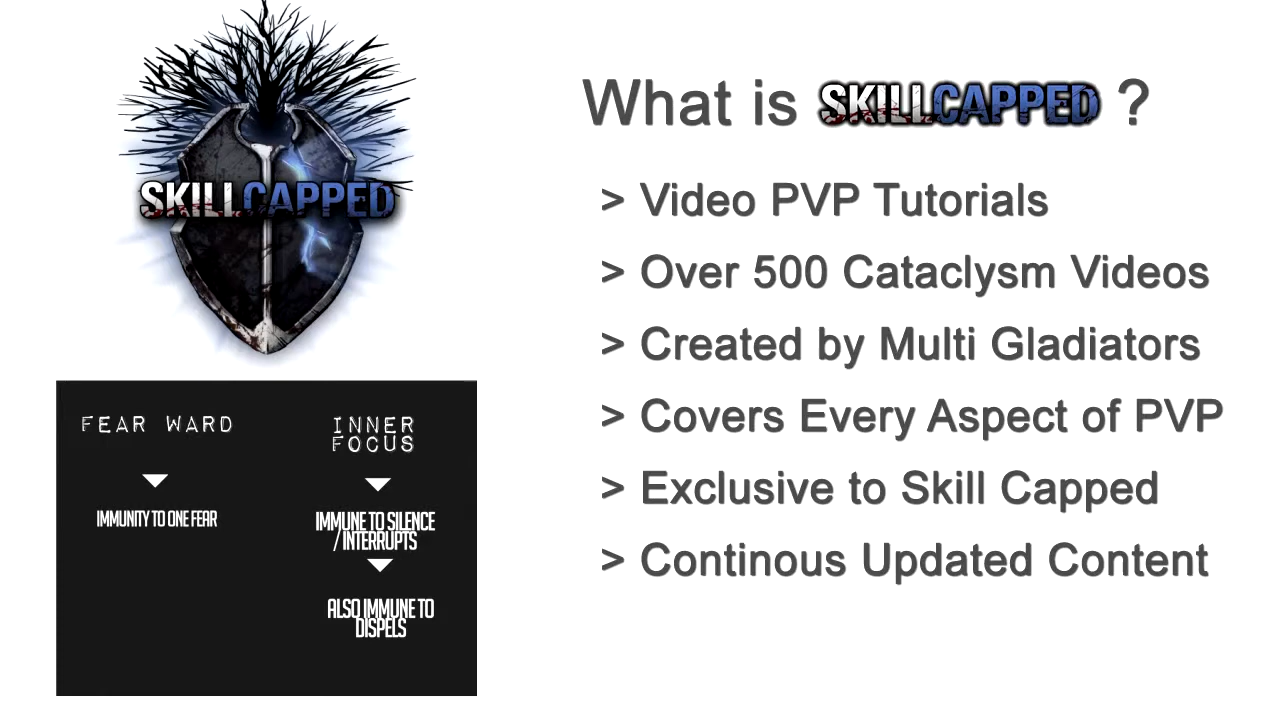 SKILLCAPPED
What is SKILLCAPPED ?
> Video PVP Tutorials
> Over 500 Cataclysm Videos
> Created by Multi Gladiators
> Covers Every Aspect of PVP
> Exclusive to Skill Capped
> Continous Updated Content
FEAR WARD
IMMUNITY TO ONE FEAR
INNER
FOCUS
IMMUNE TO SILENCE
/ INTERRUPTS
ALSO IMMUNE TO
DISPELS